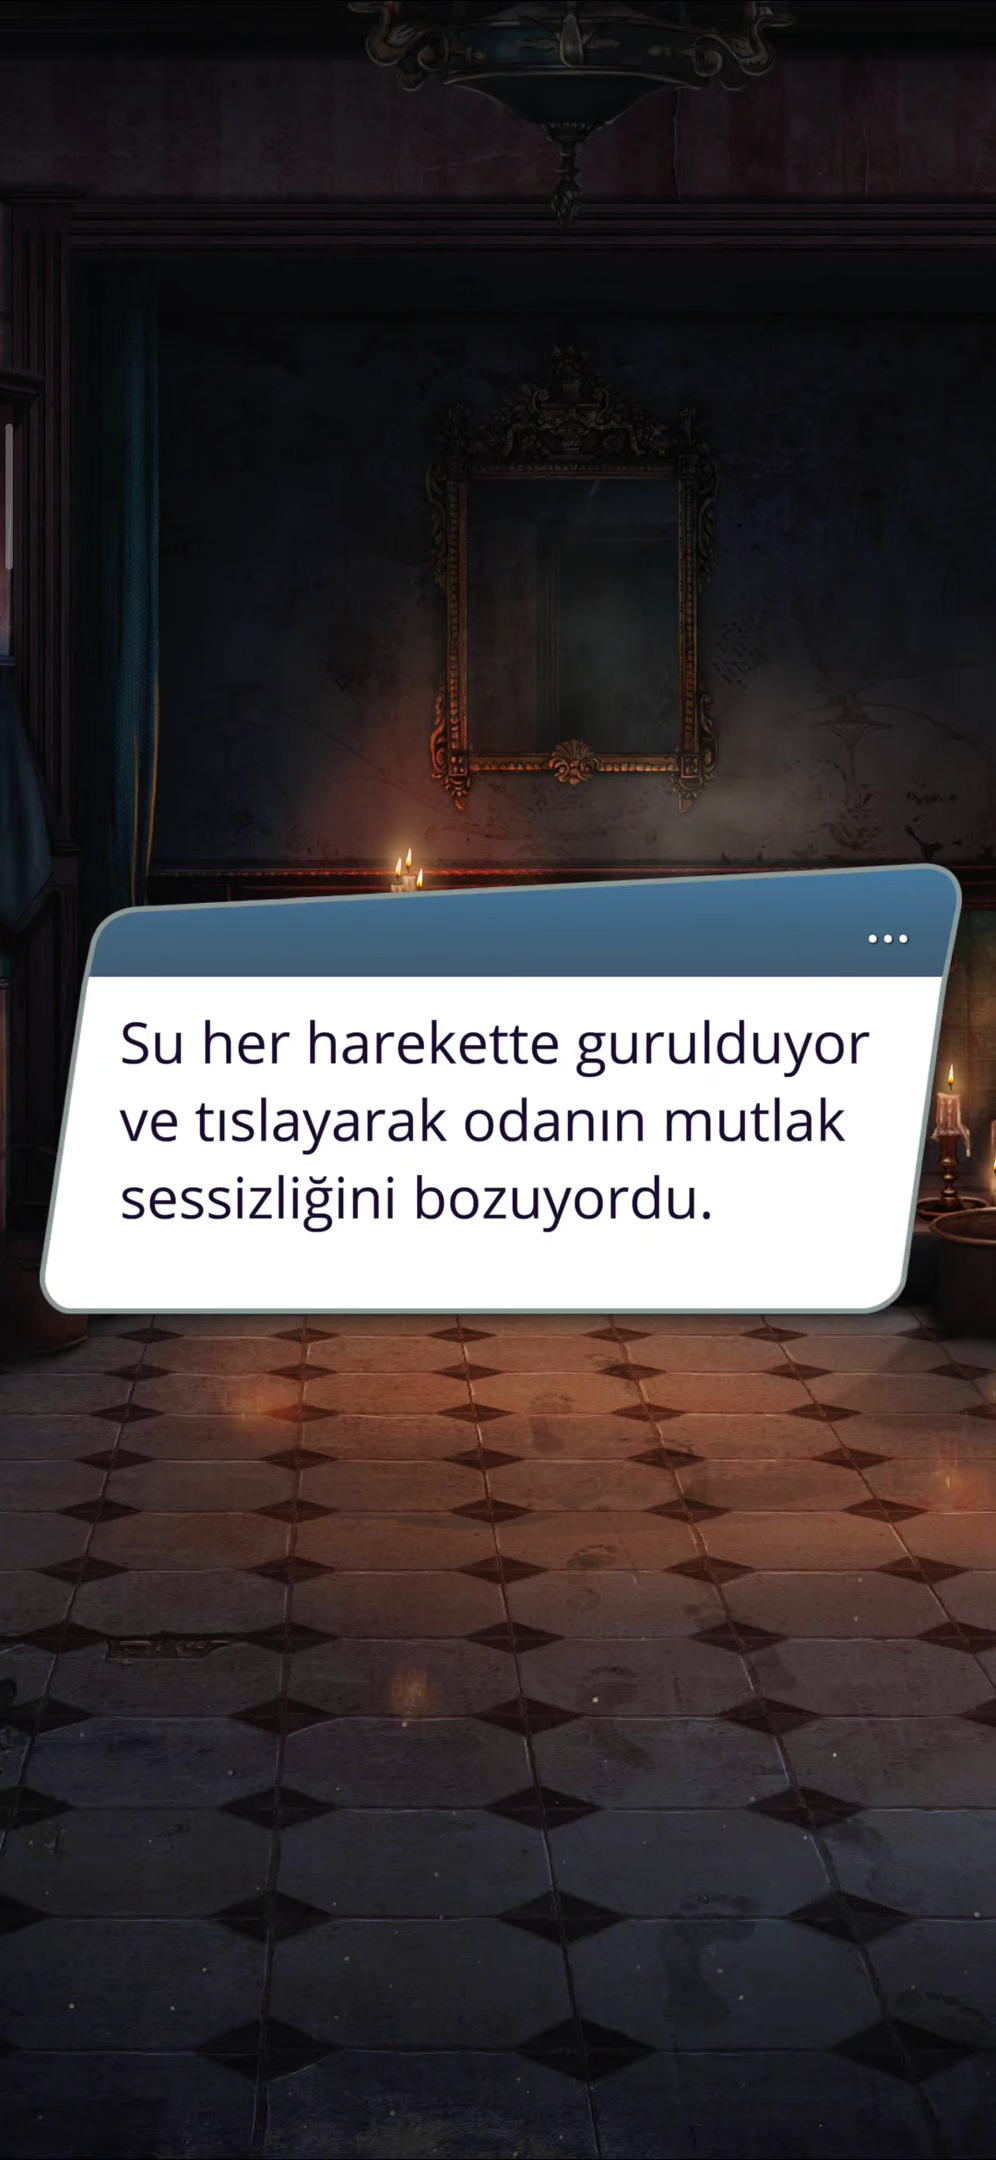 Su her harekette gurulduyor
ve tıslayarak odanın mutlak
sessizliğini bozuyordu.